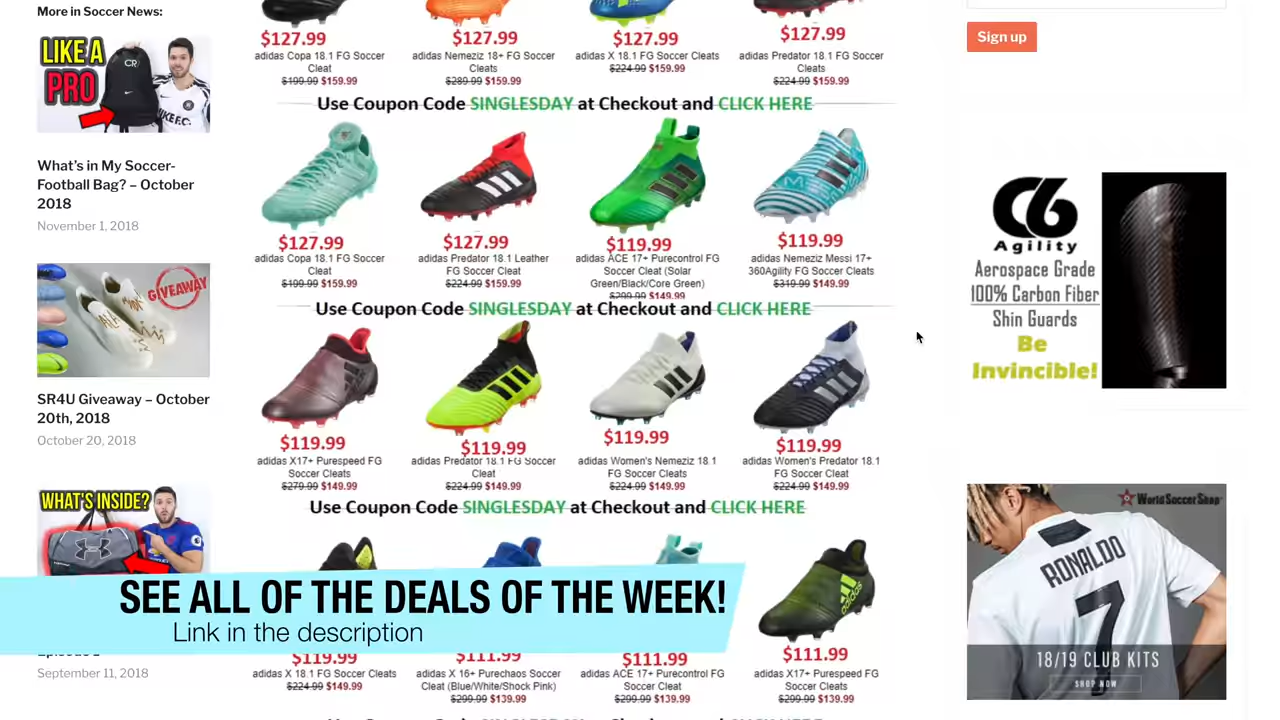 More in Soccer News:
LIKE A
PRO
CR
NIKE F.C.
What's in My Soccer-
Football Bag? – October
2018
November 1, 2018
GIVEAWAY
SR4U Giveaway – October
20th, 2018
October 20, 2018
WHAT'S INSIDE?
September 11, 2018
$127.99 $127.99 $127.99 $127.99
adidas Copa 18.1 FG Soccer adidas Nemeziz 18+ FG Soccer adidas X 18.1 FG Soccer Cleats adidas Predator 18.1 FG Soccer
Cleat Cleats $224.99 $159.99 Cleats
$199.99 $159.99 $289.99 $159.99 $224.99 $159.99
Use Coupon Code SINGLESDAY at Checkout and CLICK HERE
$127.99 $127.99 $119.99 $119.99
adidas Copa 18.1 FG Soccer adidas Predator 18.1 Leather adidas ACE 17+ Purecontrol FG adidas Nemeziz Messi 17+
Cleat FG Soccer Cleat Soccer Cleat (Solar 360Agility FG Soccer Cleats
$199.99 $159.99 $224.99 $159.99 Green/Black/Core Green) $319.99 $149.99
$299.99 $149.99
Use Coupon Code SINGLESDAY at Checkout and CLICK HERE
$119.99 $119.99 $119.99 $119.99
adidas X17+ Purespeed FG adidas Predator 18.1 FG Soccer adidas Women's Nemeziz 18.1 adidas Women's Predator 18.1
Soccer Cleats Cleat FG Soccer Cleats FG Soccer Cleat
$279.99 $149.99 $224.99 $149.99 $224.99 $149.99 $224.99 $149.99
Use Coupon Code SINGLESDAY at Checkout and CLICK HERE
adidas
SEE ALL OF THE DEALS OF THE WEEK!
Link in the description
$119.99 $111.99 $111.99 $111.99
adidas X 18.1 FG Soccer Cleats adidas X 16+ Purechaos Soccer adidas ACE 17+ Purecontrol FG adidas X17+ Purespeed FG
$224.99 $149.99 Cleat (Blue/White/Shock Pink) Soccer Cleat Soccer Cleats
$299.99 $139.99 $299.99 $139.99 $299.99 $139.99
Sign up
C6
Agility
Aerospace Grade
100% Carbon Fiber
Shin Guards
Be
Invincible!
World Soccer Shop
RONALDO
7
18/19 CLUB KITS
SHOP NOW